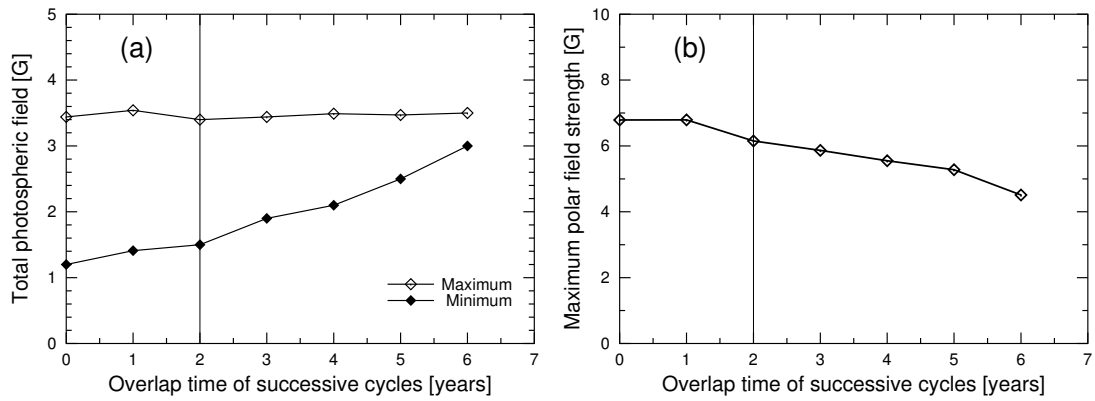 (a)
Total photospheric field [G]
5
4
3
2
1
0
Maximum
Minimum
0 1 2 3 4 5 6 7
Overlap time of successive cycles [years]
(b)
Maximum polar field strength [G]
10
8
6
4
2
0
0 1 2 3 4 5 6 7
Overlap time of successive cycles [years]